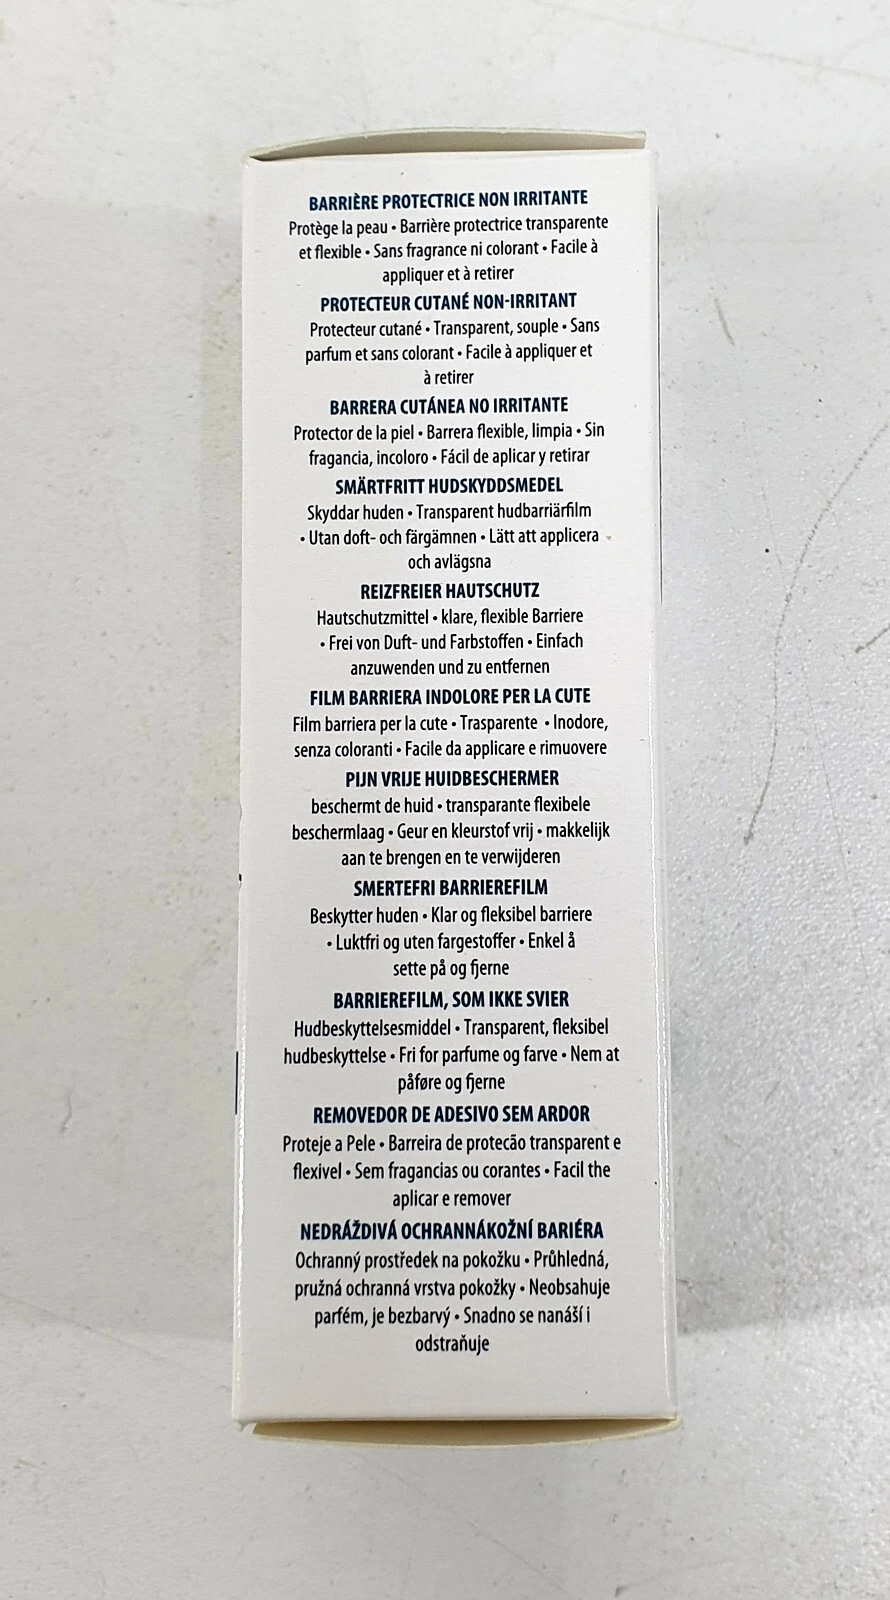 BARRIÈRE PROTECTRICE NON IRRITANTE
Protège la peau • Barrière protectrice transparente
et flexible • Sans fragrance ni colorant • Facile à
appliquer et à retirer
PROTECTEUR CUTANÉ NON-IRRITANT
Protecteur cutané • Transparent, souple • Sans
parfum et sans colorant • Facile à appliquer et
à retirer
BARRERA CUTÁNEA NO IRRITANTE
Protector de la piel • Barrera flexible, limpia • Sin
fragancia, incoloro • Fácil de aplicar y retirar
SMÄRTFRITT HUDSKYDDSMEDEL
Skyddar huden • Transparent hudbarriärfilm
• Utan doft- och färgämnen • Lätt att applicera
och avlägsna
REIZFREIER HAUTSCHUTZ
Hautschutzmittel • klare, flexible Barriere
• Frei von Duft- und Farbstoffen • Einfach
anzuwenden und zu entfernen
FILM BARRIERA INDOLORE PER LA CUTE
Film barriera per la cute • Trasparente • Inodore,
senza coloranti • Facile da applicare e rimuovere
PIJN VRIJE HUIDBESCHERMER
beschermt de huid • transparante flexibele
beschermlaag • Geur en kleurstof vrij • makkelijk
aan te brengen en te verwijderen
SMERTEFRI BARRIEREFILM
Beskytter huden • Klar og fleksibel barriere
• Luktfri og uten fargestoffer • Enkel å
sette på og fjerne
BARRIEREFILM, SOM IKKE SVIER
Hudbeskyttelsesmiddel • Transparent, fleksibel
hudbeskyttelse • Fri for parfume og farve • Nem at
påføre og fjerne
REMOVEDOR DE ADESIVO SEM ARDOR
Proteje a Pele • Barreira de protecão transparent e
flexivel • Sem fragancias ou corantes • Facil the
aplicar e remover
NEDRÁŽDIVÁ OCHRANNÁKOŽNÍ BARIÉRA
Ochranný prostředek na pokožku • Průhledná,
pružná ochranná vrstva pokožky • Neobsahuje
parfém, je bezbarvý • Snadno se nanáší i
odstraňuje